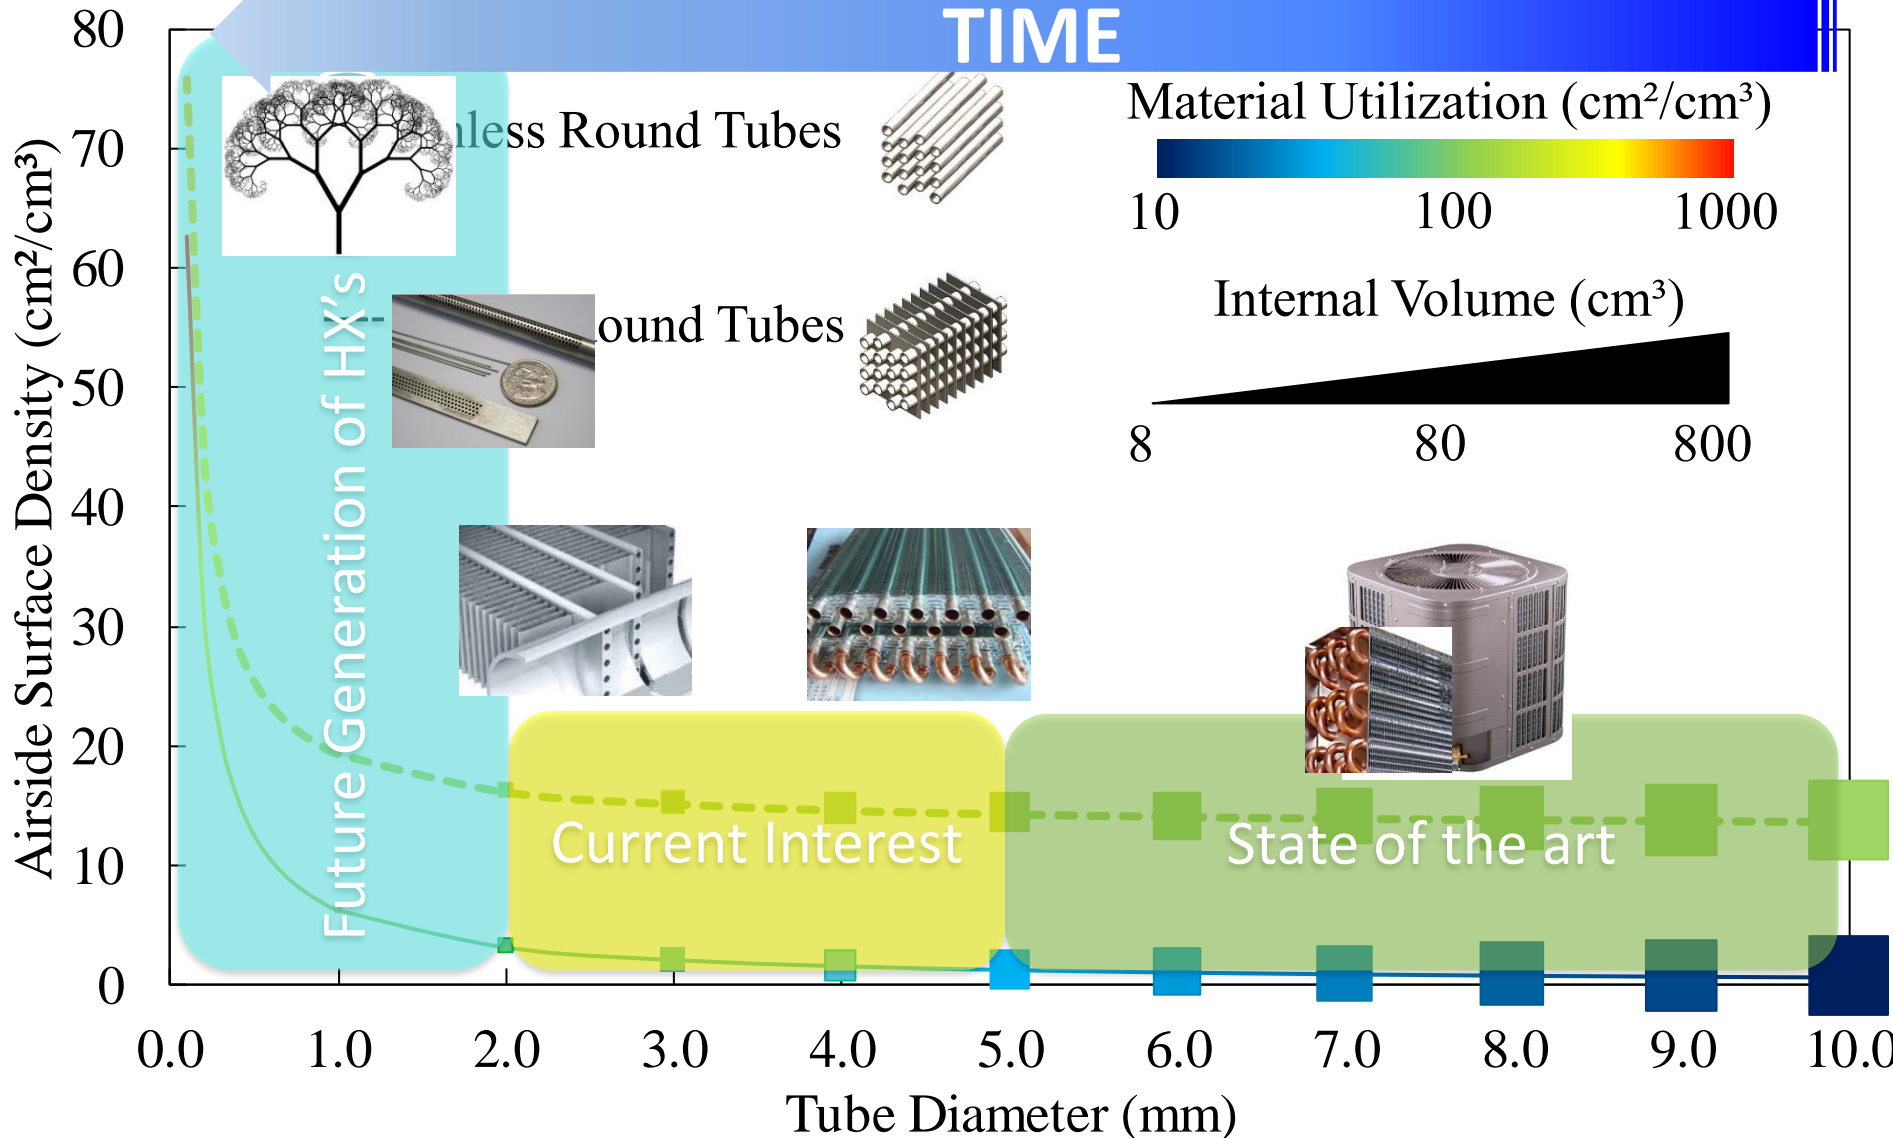 TIME
80
70
60
50
40
30
20
10
0
Airside Surface Density (cm²/cm³)
nless Round Tubes
ound Tubes
Material Utilization (cm²/cm³)
10 100 1000
Internal Volume (cm³)
8 80 800
Future Generation of HX's
Current Interest
State of the art
0.0 1.0 2.0 3.0 4.0 5.0 6.0 7.0 8.0 9.0 10.0
Tube Diameter (mm)